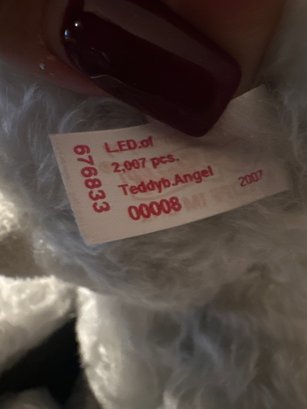 676833
L.ED.of
2,007 pcs.
Teddyb.Angel 2007
00008